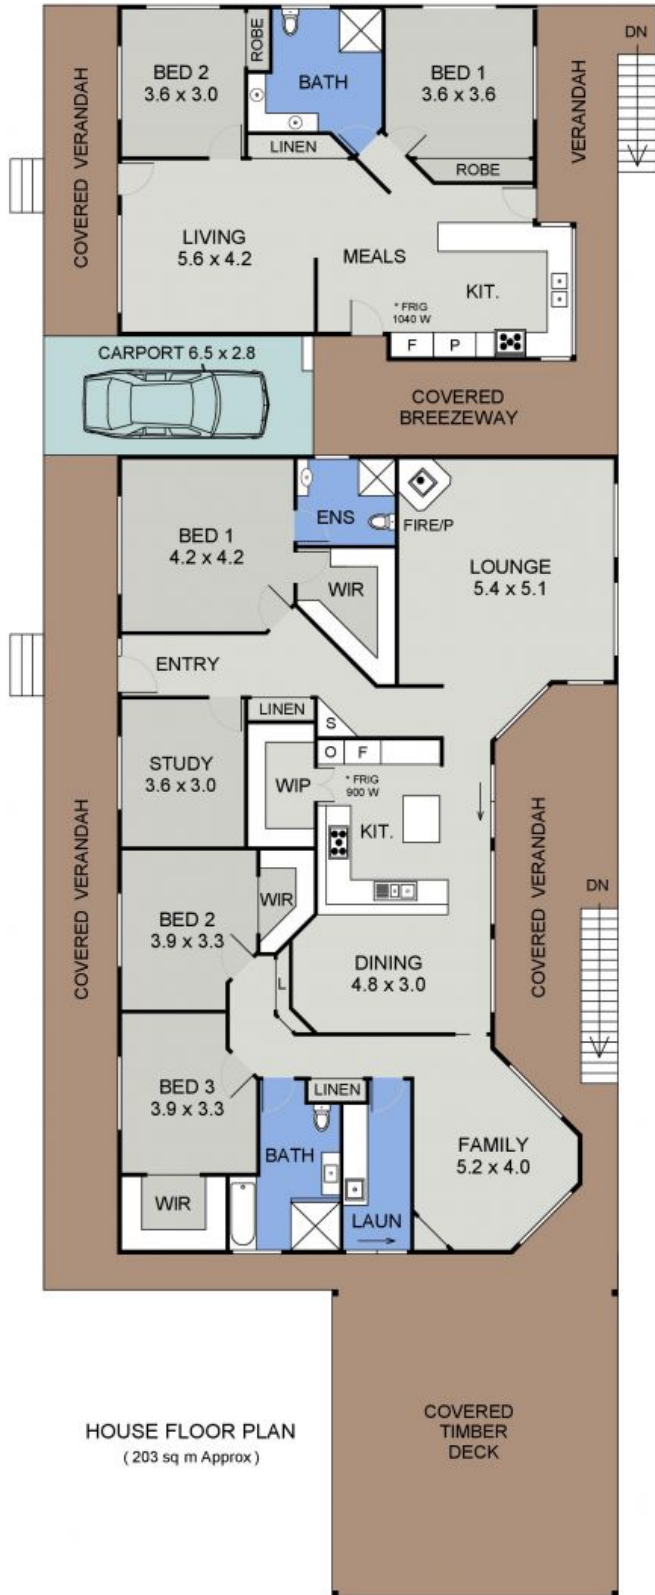 DN
BED 2
3.6 x 3.0
ROBE
BATH
BED 1
3.6 x 3.6
COVERED VERANDAH
VERANDAH
LINEN
ROBE
LIVING
5.6 x 4.2
MEALS
KIT.
* FRIG
1040 W
F
P
CARPORT 6.5 x 2.8
COVERED
BREEZEWAY
BED 1
4.2 x 4.2
ENS
FIRE/P
LOUNGE
5.4 x 5.1
WIR
ENTRY
LINEN
S
STUDY
3.6 x 3.0
WIP
O
F
* FRIG
900 W
KIT.
COVERED VERANDAH
COVERED VERANDAH
DN
BED 2
3.9 x 3.3
WIR
L
DINING
4.8 x 3.0
BED 3
3.9 x 3.3
LINEN
BATH
FAMILY
5.2 x 4.0
WIR
LAUN
HOUSE FLOOR PLAN
( 203 sq m Approx )
COVERED
TIMBER
DECK